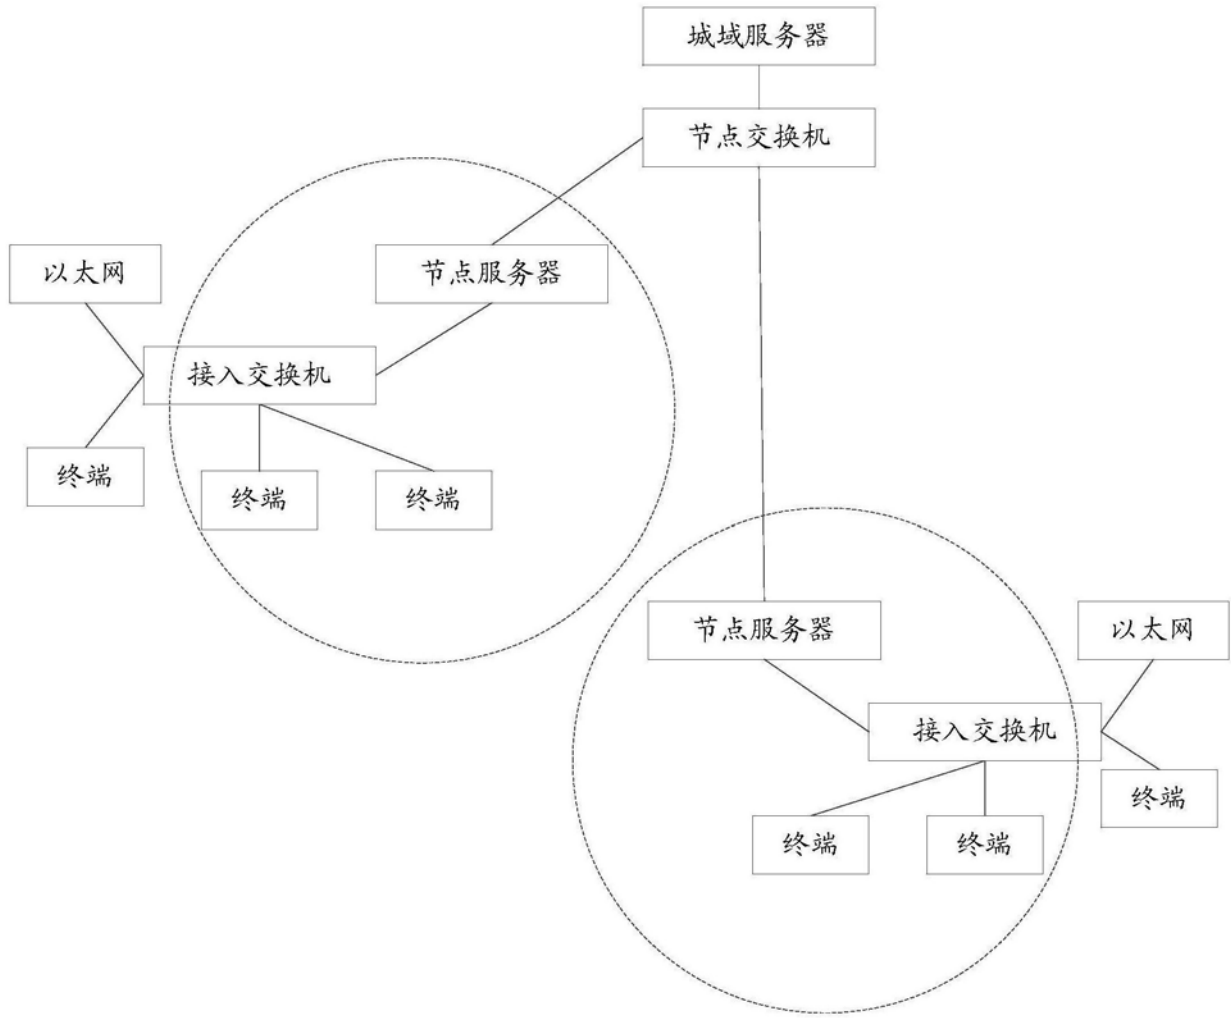 城域服务器
节点交换机
以太网
节点服务器
接入交换机
终端
终端
终端
节点服务器
以太网
接入交换机
终端
终端
终端